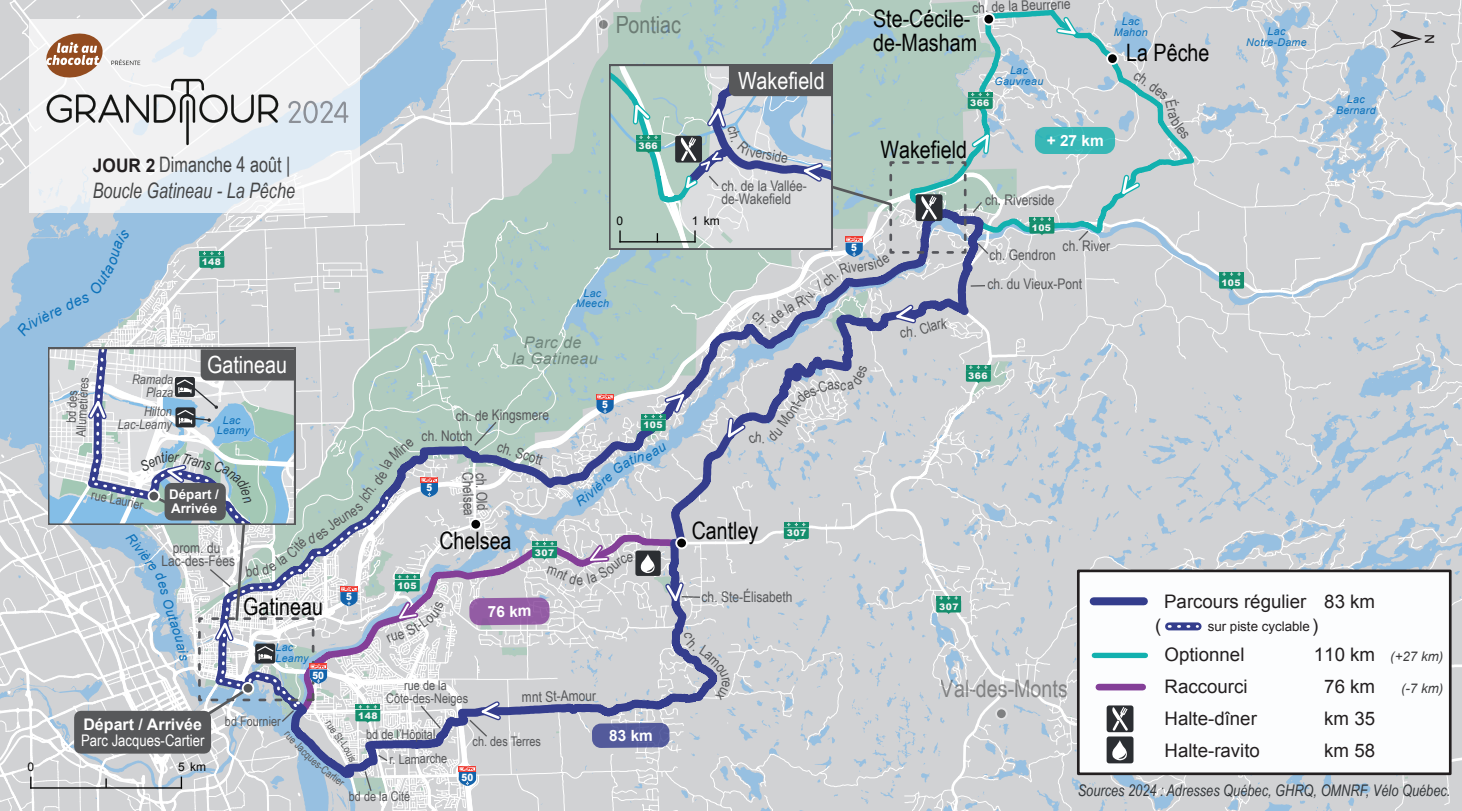 lait au
chocolat
PRÉSENTE
GRANDTOUR 2024
JOUR 2 Dimanche 4 août |
Boucle Gatineau - La Pêche
Pontiac
Ste-Cécile-
de-Masham
ch. de la Beurrerie
Lac
Mahon
Lac
Notre-Dame
N
La Pêche
Lac
Gauvreau
ch. des Érables
Lac
Bernard
366
+ 27 km
Wakefield
366
ch. Riverside
ch. de la Vallée-
de-Wakefield
0
1 km
Wakefield
ch. Riverside
105
ch. River
ch. Gendron
105
5
ch. du Vieux-Pont
148
Rivière des Outaouais
Lac
Meech
ch. de la Riv. / ch. Riverside
ch. Clark
Parc de
la Gatineau
366
ch. du Mont-des-Cascades
5
105
Gatineau
Ramada
Plaza
Hilton
Lac-Leamy
Lac
Leamy
bd des
Allumetières
Sentier Trans Canadien
rue Laurier
Départ /
Arrivée
ch. de Kingsmere
ch. Notch
ch. Scott
ch. de la Mine
5
ch. Old
Chelsea
Rivière Gatineau
Chelsea
Cantley
307
307
mnf de la Source
Rivière des Outaouais
prom. du
Lac-des-Fées
bd de la Cité des Jeunes
105
5
Gatineau
76 km
rue St-Louis
ch. Ste-Élisabeth
307
Lac
Leamy
50
ch. Lamoureux
Val-des-Monts
rue de la
Côte-des-Neiges
mnt St-Amour
148
bd Fournier
Départ / Arrivée
Parc Jacques-Cartier
rue St-Louis
bd de l'Hôpital
ch. des Terres
83 km
r. Lamarche
rue Jacques-Cartier
50
bd de la Cité
0
5 km
Parcours régulier 83 km
( sur piste cyclable )
Optionnel 110 km (+27 km)
Raccourci 76 km (-7 km)
Halte-dîner km 35
Halte-ravito km 58
Sources 2024 : Adresses Québec, GHRQ, OMNRF, Vélo Québec.